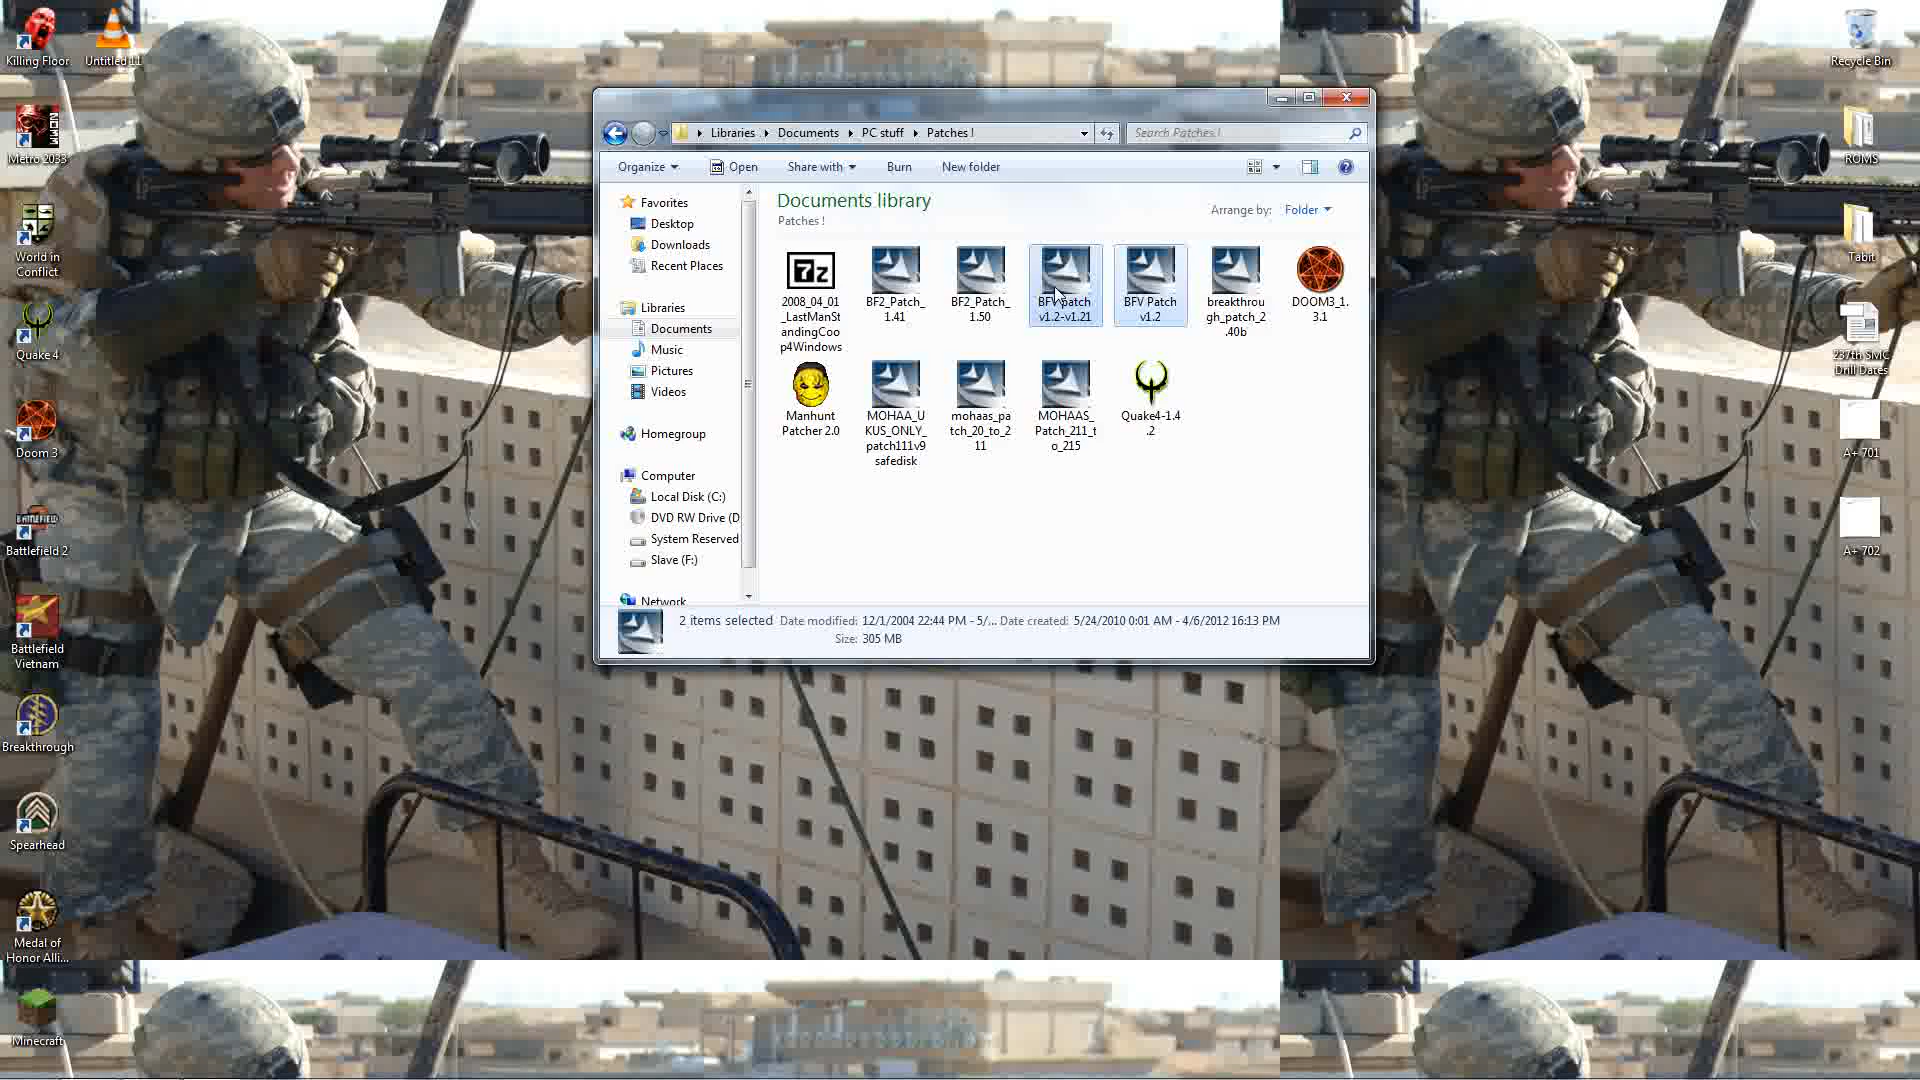 Killing Floor
Untitled 11
Metro 2033
World in
Conflict
Quake 4
Doom 3
Battlefield 2
Battlefield
Vietnam
Breakthrough
Spearhead
Medal of
Honor Alli...
Minecraft
Libraries
Documents
PC stuff
Patches !
Search Patches !
Organize
Open
Share with
Burn
New folder
Favorites
Desktop
Downloads
Recent Places
Libraries
Documents
Music
Pictures
Videos
Homegroup
Computer
Local Disk (C:)
DVD RW Drive (D
System Reserved
Slave (F:)
Network
Documents library
Patches !
Arrange by:
Folder
7z
2008_04_01
_LastManSt
andingCoo
p4Windows
BF2_Patch_
1.41
BF2_Patch_
1.50
BFV Patch
v1.2-v1.21
BFV Patch
v1.2
breakthrou
gh_patch_2
.40b
DOOM3_1.
3.1
Manhunt
Patcher 2.0
MOHAA_U
KUS_ONLY_
patch111v9
safedisk
mohaas_pa
tch_20_to_2
11
MOHAAS_
Patch_211_t
o_215
Quake4-1.4
.2
2 items selected
Date modified: 12/1/2004 22:44 PM - 5/...
Date created: 5/24/2010 0:01 AM - 4/6/2012 16:13 PM
Size: 305 MB
Recycle Bin
ROMS
Tabit
237th SMC
Drill Dates
A+ 701
A+ 702